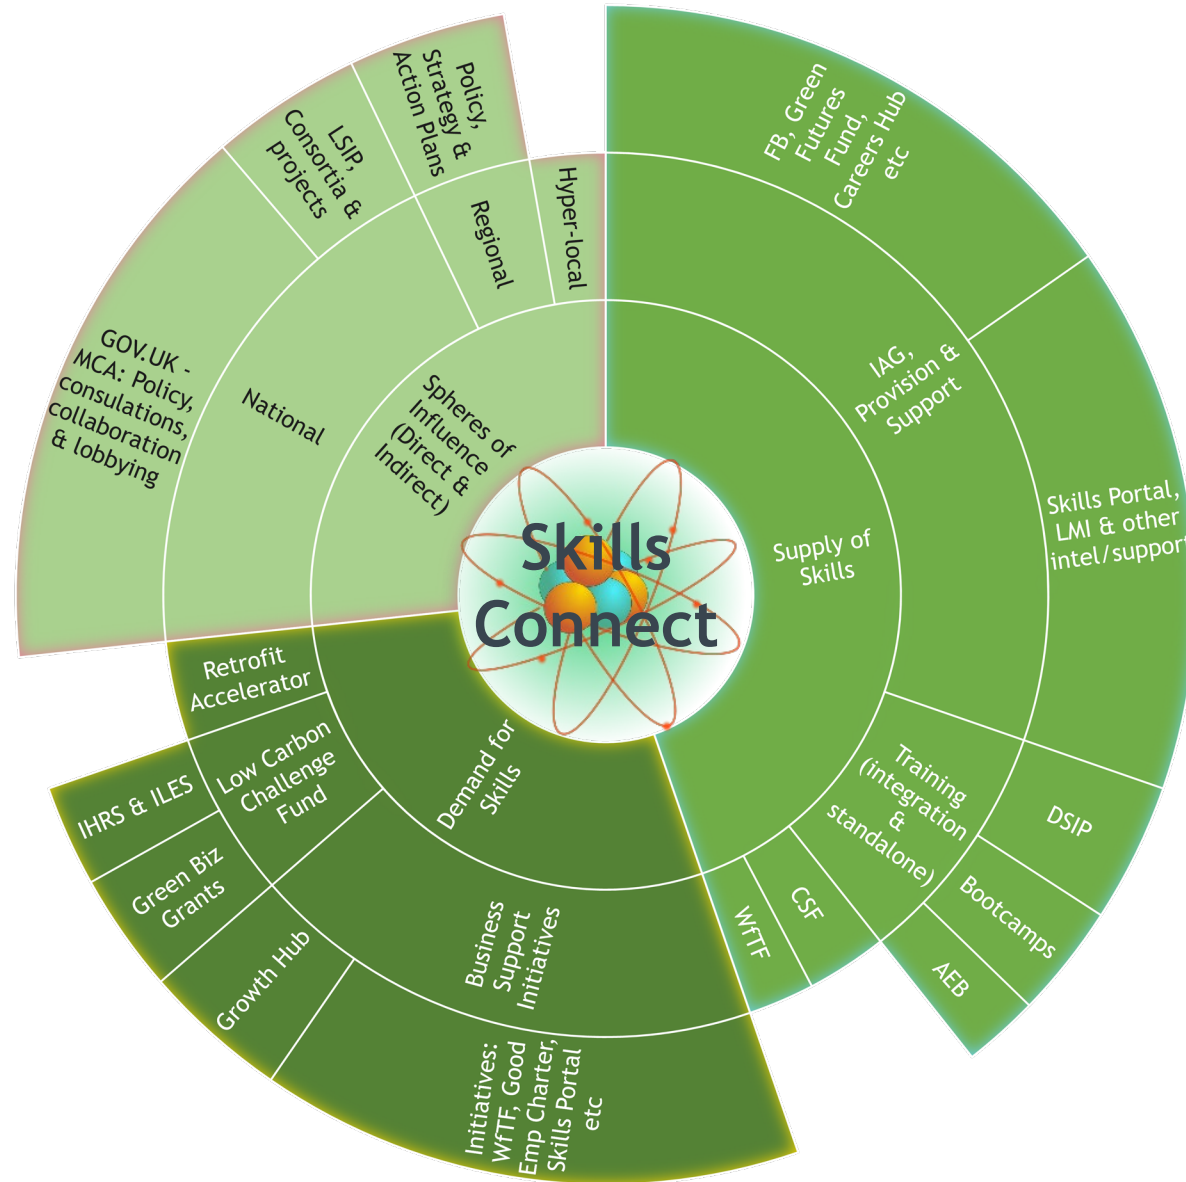 Skills
Connect
Supply of
Skills
IAG,
Provision &
Support
FB, Green
Futures
Fund,
Careers Hub
etc
Skills Portal,
LMI & other
intel/support
Training
(integration
&
standalone)
DSIP
Bootcamps
AEB
CSF
WfTF
Demand for
Skills
Business
Support
Initiatives
Initiatives:
WfTF, Good
Emp Charter,
Skills Portal
etc
Growth Hub
Low Carbon
Challenge
Fund
Green Biz
Grants
IHRS & ILES
Retrofit
Accelerator
Spheres of
Influence
(Direct &
Indirect)
National
GOV.UK -
MCA: Policy,
consulations,
collaboration
& lobbying
LSIP,
Consortia &
projects
Regional
Policy,
Strategy &
Action Plans
Hyper-local